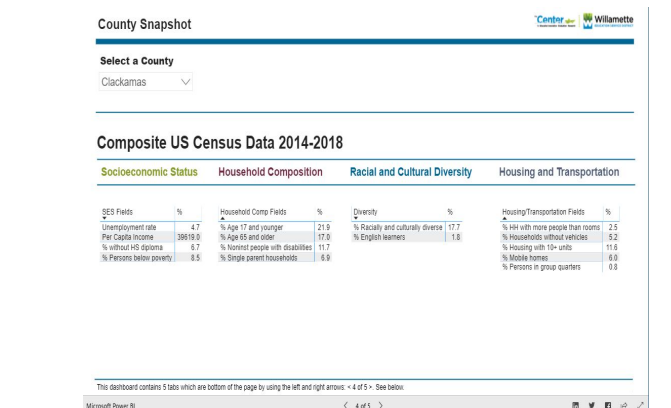 County Snapshot
Center
Willamette
Select a County
Clackamas
Composite US Census Data 2014-2018
Socioeconomic Status
SES Fields %
Unemployment rate 4.7
Per Capita Income 39619.0
% without HS diploma 6.7
% Persons below poverty 8.5
Household Composition
Household Comp Fields %
% Age 17 and younger 21.9
% Age 65 and older 17.0
% Noninst people with disabilities 11.7
% Single parent households 6.9
Racial and Cultural Diversity
Diversity %
% Racially and culturally diverse 17.7
% English learners 1.8
Housing and Transportation
Housing/Transportation Fields %
% HH with more people than rooms 2.5
% Households without vehicles 5.2
% Housing with 10+ units 11.6
% Mobile homes 6.0
% Persons in group quarters 0.8
This dashboard contains 5 tabs which are bottom of the page by using the left and right arrows: < 4 of 5 >. See below.
Microsoft Power BI
< 4 of 5 >